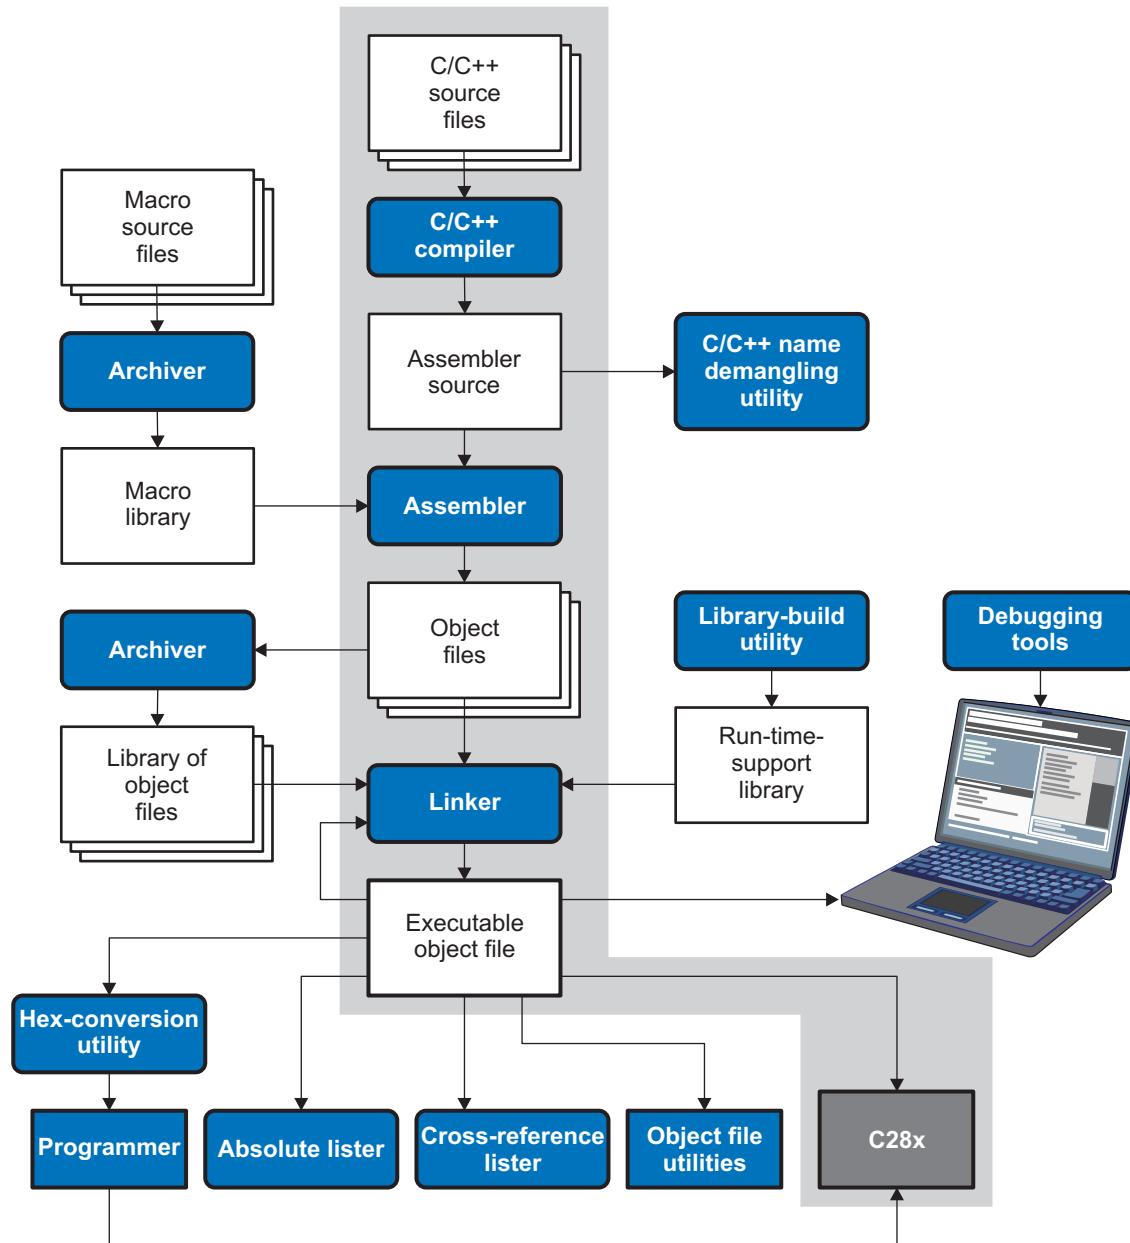 C/C++
source
files
Macro
source
files
C/C++
compiler
Archiver
Assembler
source
C/C++ name
demangling
utility
Macro
library
Assembler
Archiver
Object
files
Library-build
utility
Debugging
tools
Library of
object
files
Linker
Run-time-
support
library
Executable
object file
Hex-conversion
utility
Programmer
Absolute lister
Cross-reference
lister
Object file
utilities
C28x